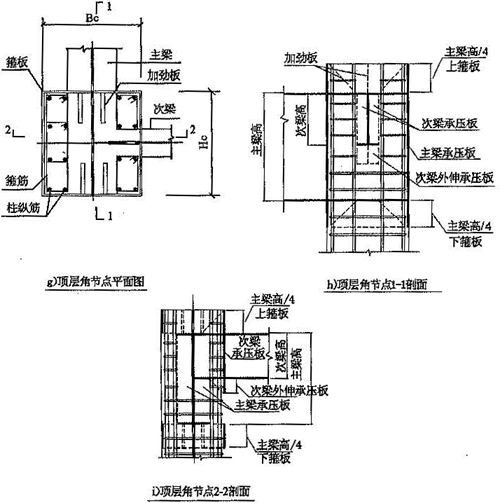 1
Bc
箍板
主梁
加劲板
次梁
2
2
Hc
箍筋
柱纵筋
1
g)顶层角节点平面图
加劲板
主梁高/4
上箍板
主梁高
次梁高
次梁承压板
主梁承压板
次梁外伸承压板
主梁高/4
下箍板
h)顶层角节点1-1剖面
主梁高/4
上箍板
次梁
承压板
次梁高
主梁高
次梁外伸承压板
主梁承压板
主梁高/4
下箍板
i)顶层角节点2-2剖面